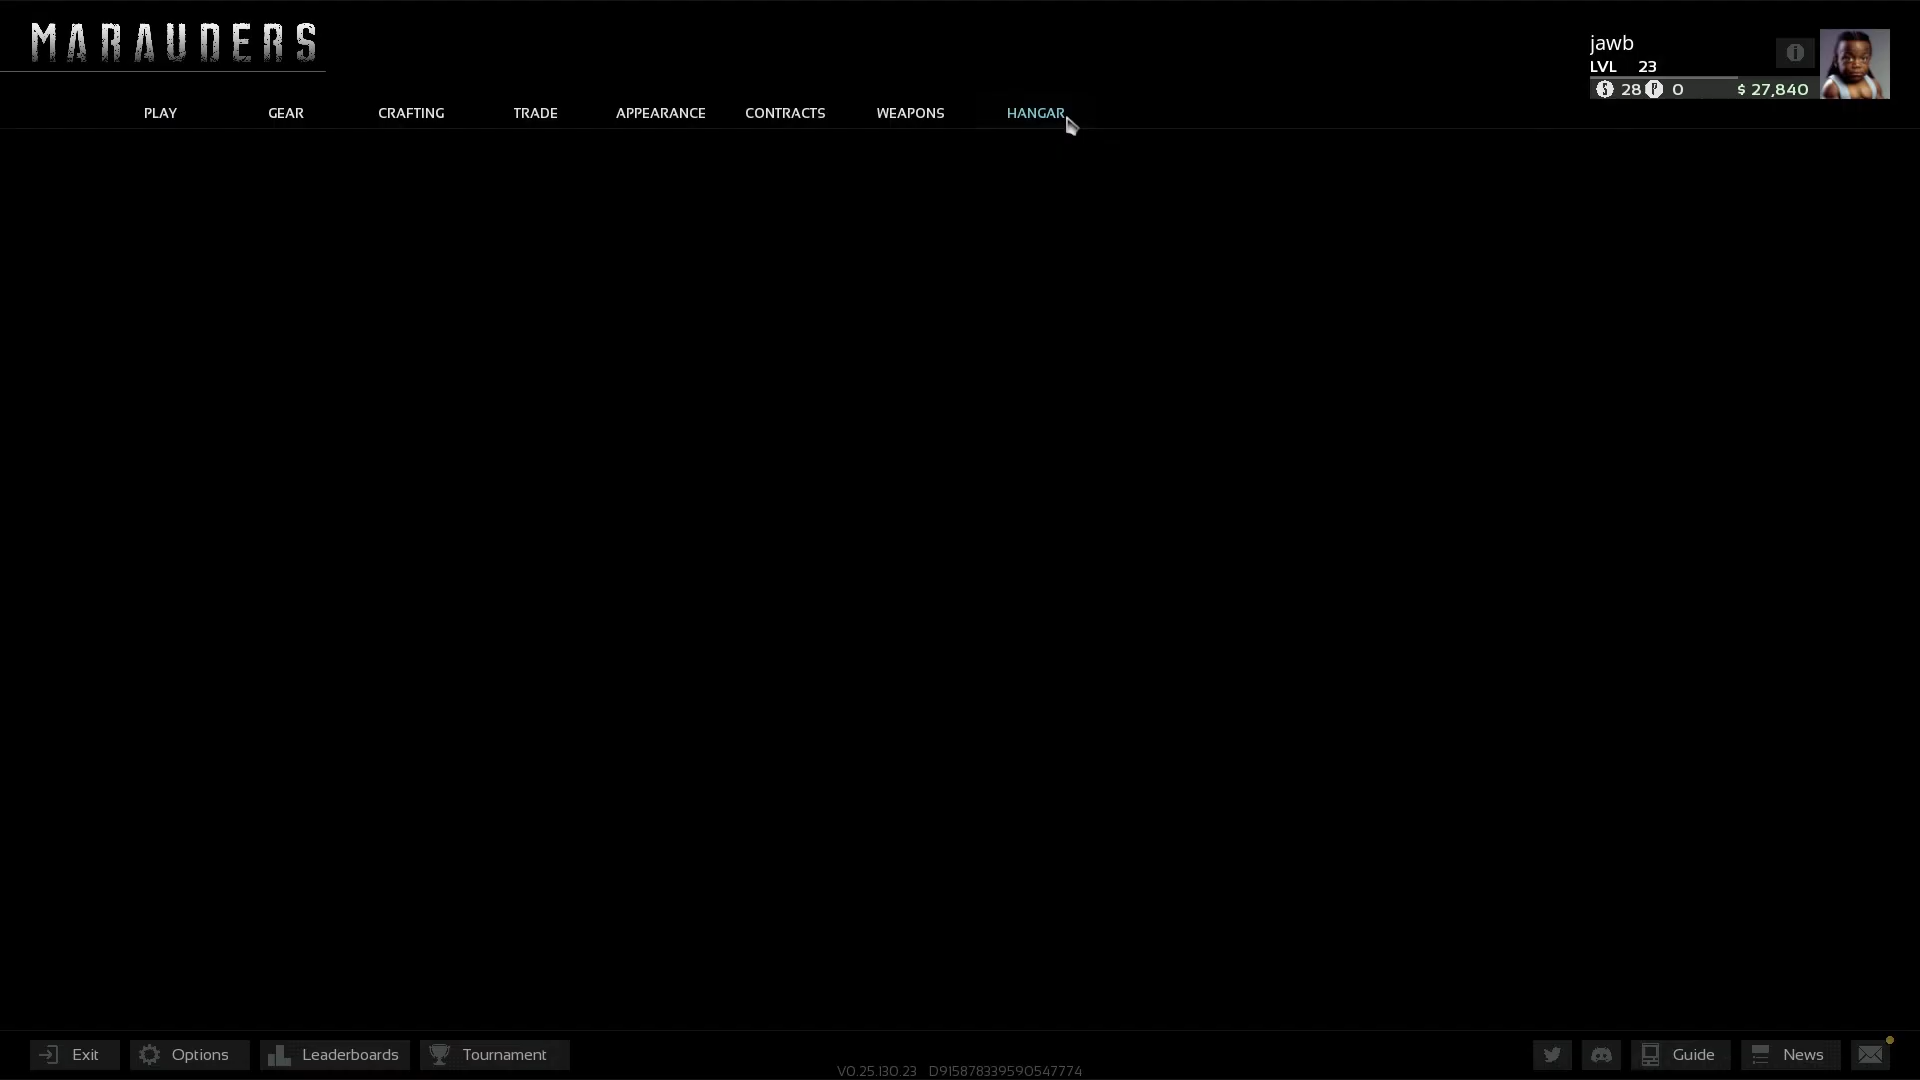 MARAUDERS
jawb
LVL 23
S 28 P 0 $ 27,840
PLAY GEAR CRAFTING TRADE APPEARANCE CONTRACTS WEAPONS HANGAR
Exit Options Leaderboards Tournament Guide News
V0.25.130.23 D915878339590547774